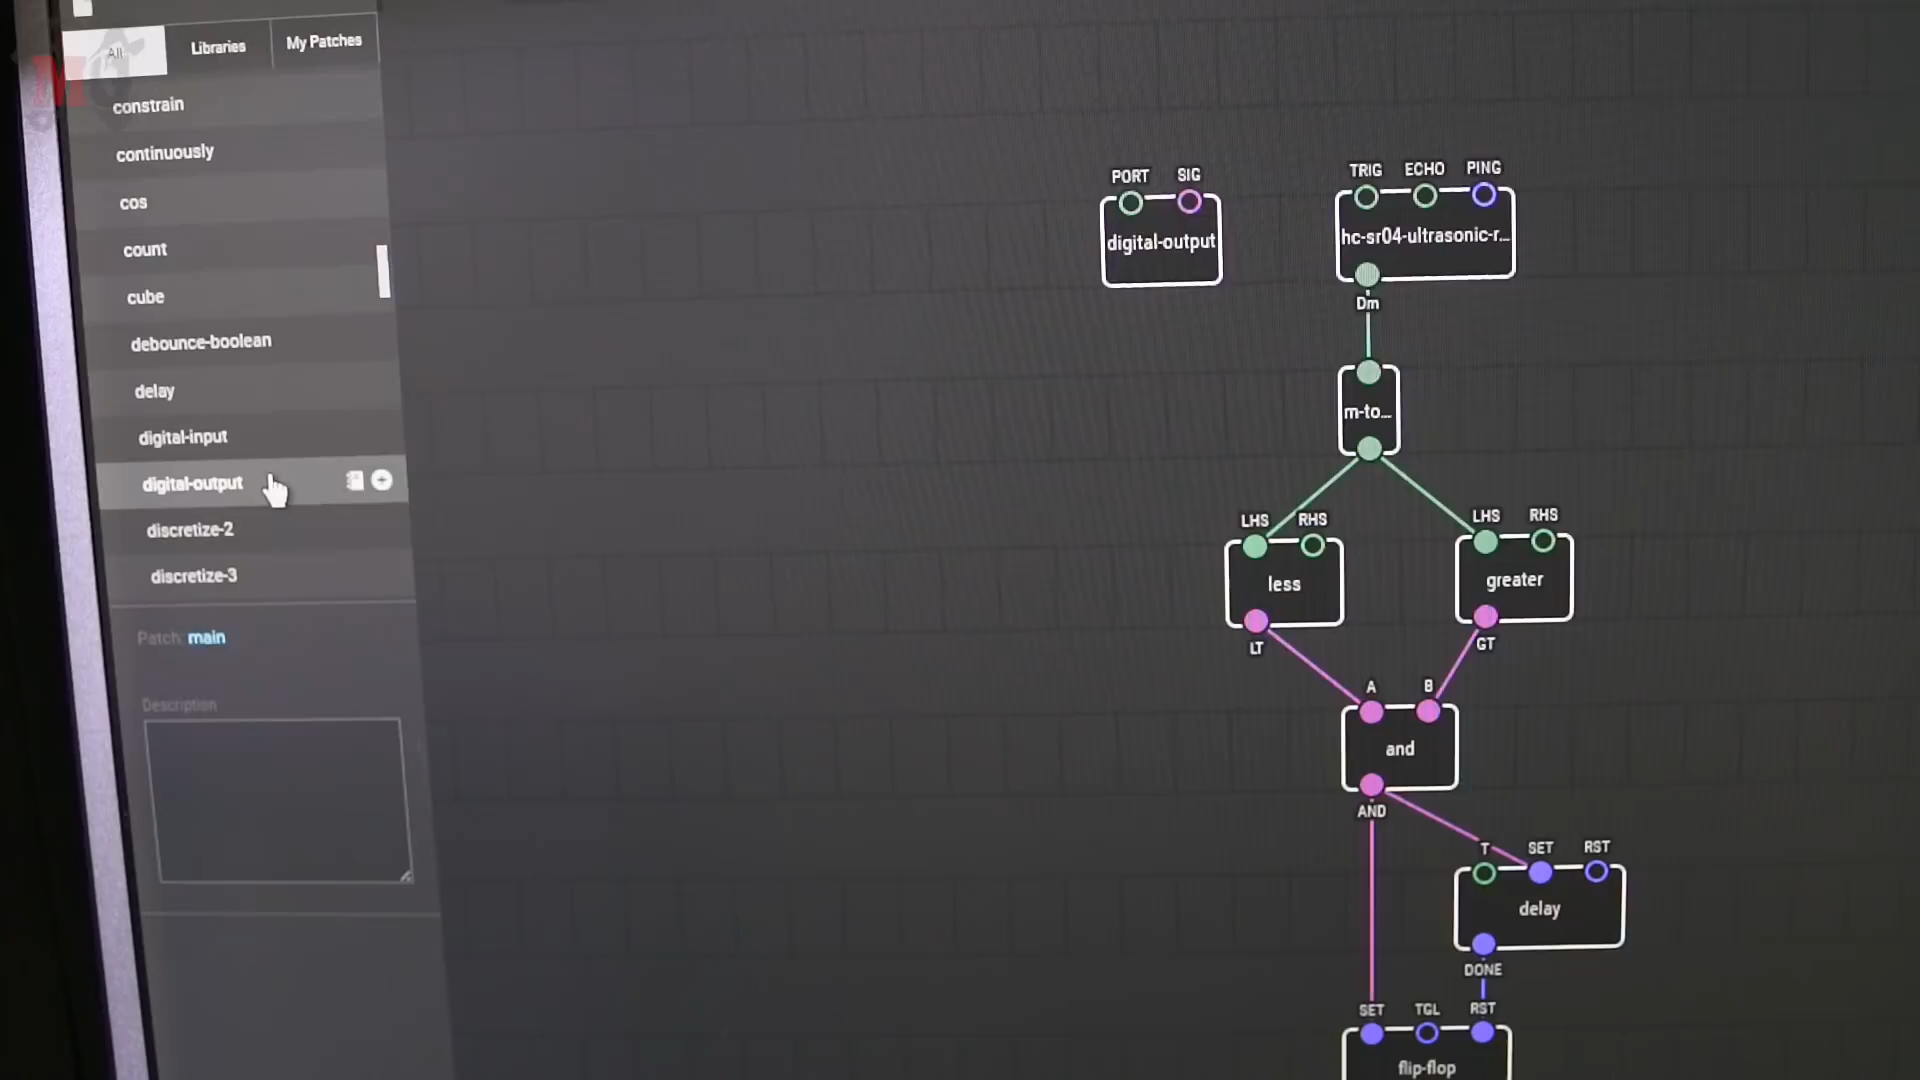 All
Libraries
My Patches
constrain
continuously
cos
count
cube
debounce-boolean
delay
digital-input
digital-output
discretize-2
discretize-3
Patch: main
Description
PORT SIG
digital-output
TRIG ECHO PING
hc-sr04-ultrasonic-r...
Dm
m-to...
LHS RHS
less
LT
LHS RHS
greater
GT
A B
and
AND
T SET RST
delay
DONE
SET TGL RST
flip-flop